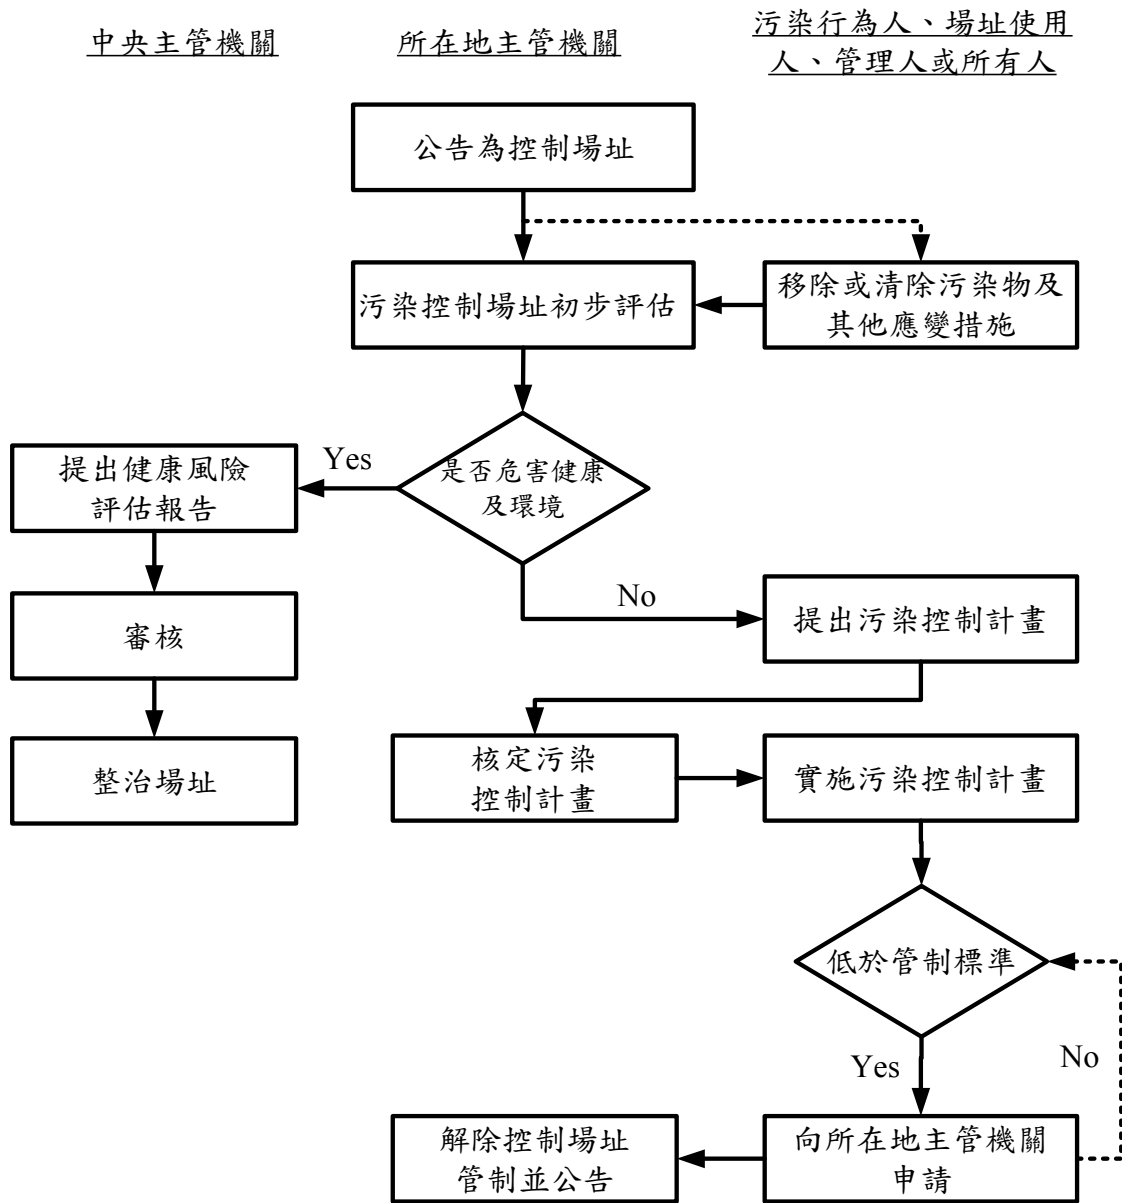 中央主管機關
所在地主管機關
污染行為人、場址使用
人、管理人或所有人
公告為控制場址
污染控制場址初步評估
移除或清除污染物及
其他應變措施
提出健康風險
評估報告
Yes
是否危害健康
及環境
No
提出污染控制計畫
審核
整治場址
核定污染
控制計畫
實施污染控制計畫
低於管制標準
Yes
No
解除控制場址
管制並公告
向所在地主管機關
申請